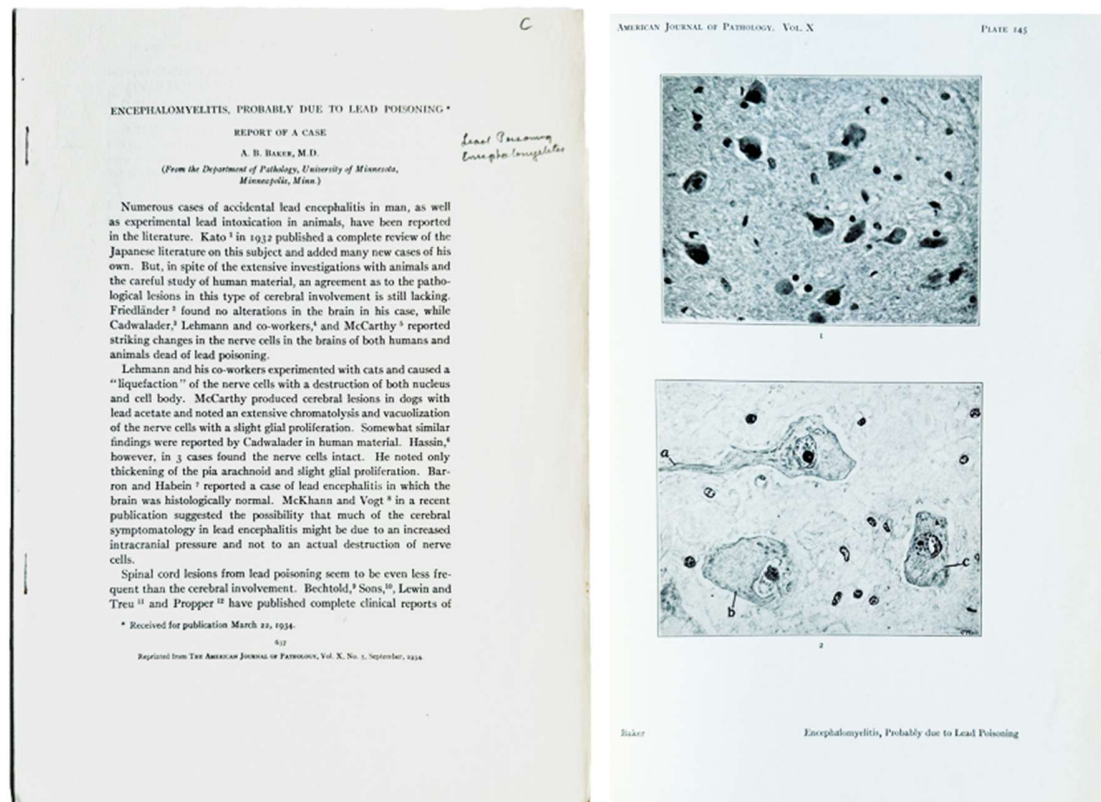 C
ENCEPHALOMYELITIS, PROBABLY DUE TO LEAD POISONING *
REPORT OF A CASE
A. B. BAKER, M.D.
(From the Department of Pathology, University of Minnesota,
Minneapolis, Minn.)
Lead Poisoning
Encephalomyelitis
Numerous cases of accidental lead encephalitis in man, as well
as experimental lead intoxication in animals, have been reported
in the literature. Kato ¹ in 1932 published a complete review of the
Japanese literature on this subject and added many new cases of his
own. But, in spite of the extensive investigations with animals and
the careful study of human material, an agreement as to the patho-
logical lesions in this type of cerebral involvement is still lacking.
Friedländer ² found no alterations in the brain in his case, while
Cadwalader,³ Lehmann and co-workers,⁴ and McCarthy ⁵ reported
striking changes in the nerve cells in the brains of both humans and
animals dead of lead poisoning.
Lehmann and his co-workers experimented with cats and caused a
"liquefaction" of the nerve cells with a destruction of both nucleus
and cell body. McCarthy produced cerebral lesions in dogs with
lead acetate and noted an extensive chromatolysis and vacuolization
of the nerve cells with a slight glial proliferation. Somewhat similar
findings were reported by Cadwalader in human material. Hassin,⁶
however, in 3 cases found the nerve cells intact. He noted only
thickening of the pia arachnoid and slight glial proliferation. Bar-
ron and Habein ⁷ reported a case of lead encephalitis in which the
brain was histologically normal. McKhann and Vogt ⁸ in a recent
publication suggested the possibility that much of the cerebral
symptomatology in lead encephalitis might be due to an increased
intracranial pressure and not to an actual destruction of nerve
cells.
Spinal cord lesions from lead poisoning seem to be even less fre-
quent than the cerebral involvement. Bechtold,⁹ Sons,¹⁰, Lewin and
Treu ¹¹ and Propper ¹² have published complete clinical reports of
* Received for publication March 22, 1934.
637
Reprinted from THE AMERICAN JOURNAL OF PATHOLOGY, Vol. X, No. 5, September, 1934.
AMERICAN JOURNAL OF PATHOLOGY. VOL. X
PLATE 145
1
a
b
c
2
Baker
Encephalomyelitis, Probably due to Lead Poisoning